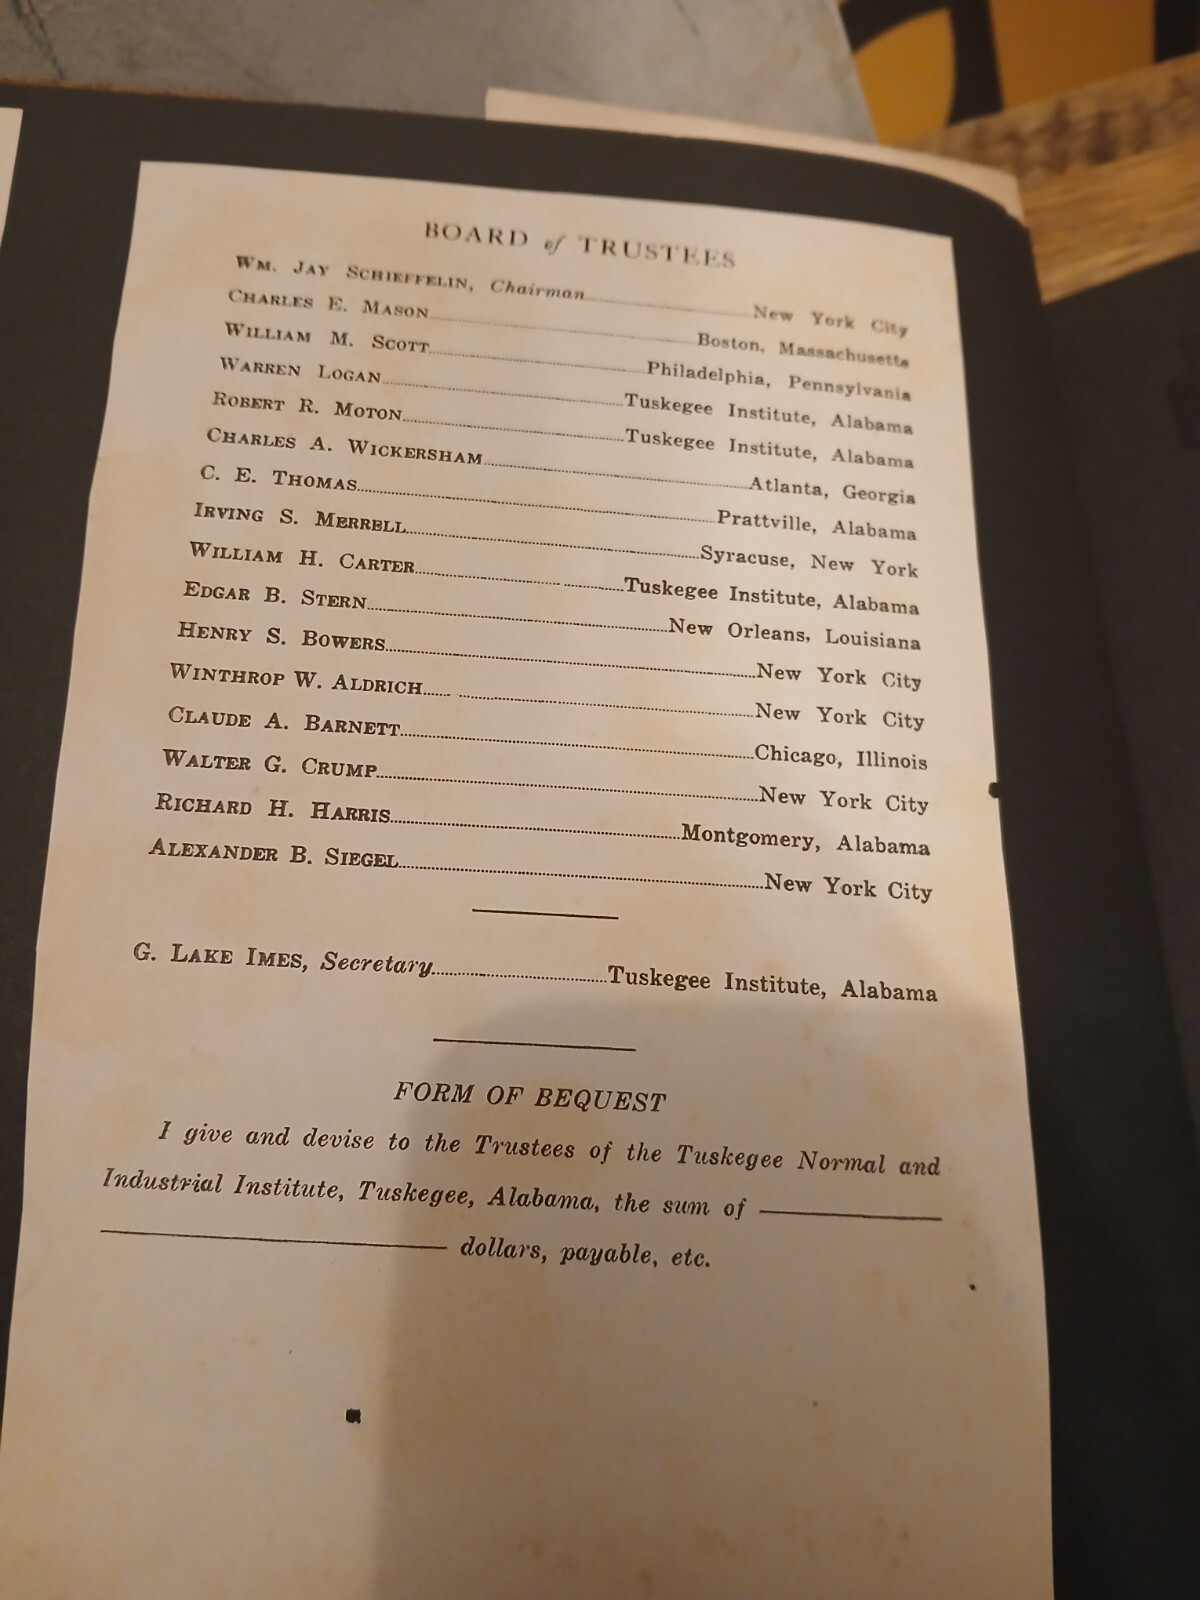 BOARD of TRUSTEES
WM. JAY SCHIEFFELIN, Chairman New York City
CHARLES E. MASON Boston, Massachusetts
WILLIAM M. SCOTT Philadelphia, Pennsylvania
WARREN LOGAN Tuskegee Institute, Alabama
ROBERT R. MOTON Tuskegee Institute, Alabama
CHARLES A. WICKERSHAM Atlanta, Georgia
C. E. THOMAS Prattville, Alabama
IRVING S. MERRELL Syracuse, New York
WILLIAM H. CARTER Tuskegee Institute, Alabama
EDGAR B. STERN New Orleans, Louisiana
HENRY S. BOWERS New York City
WINTHROP W. ALDRICH New York City
CLAUDE A. BARNETT Chicago, Illinois
WALTER G. CRUMP New York City
RICHARD H. HARRIS Montgomery, Alabama
ALEXANDER B. SIEGEL New York City
G. LAKE IMES, Secretary Tuskegee Institute, Alabama
FORM OF BEQUEST
I give and devise to the Trustees of the Tuskegee Normal and
Industrial Institute, Tuskegee, Alabama, the sum of
dollars, payable, etc.